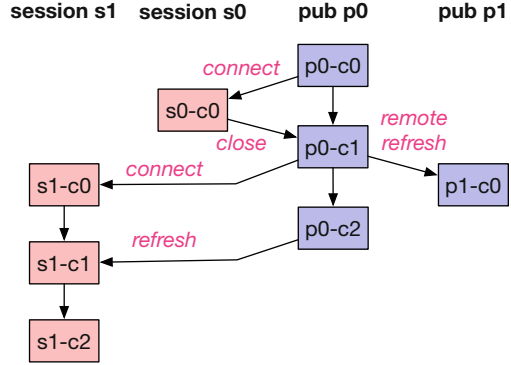 session s1 session s0 pub p0 pub p1
connect
p0-c0
s0-c0
remote
refresh
close
p0-c1
connect
s1-c0
p1-c0
p0-c2
refresh
s1-c1
s1-c2